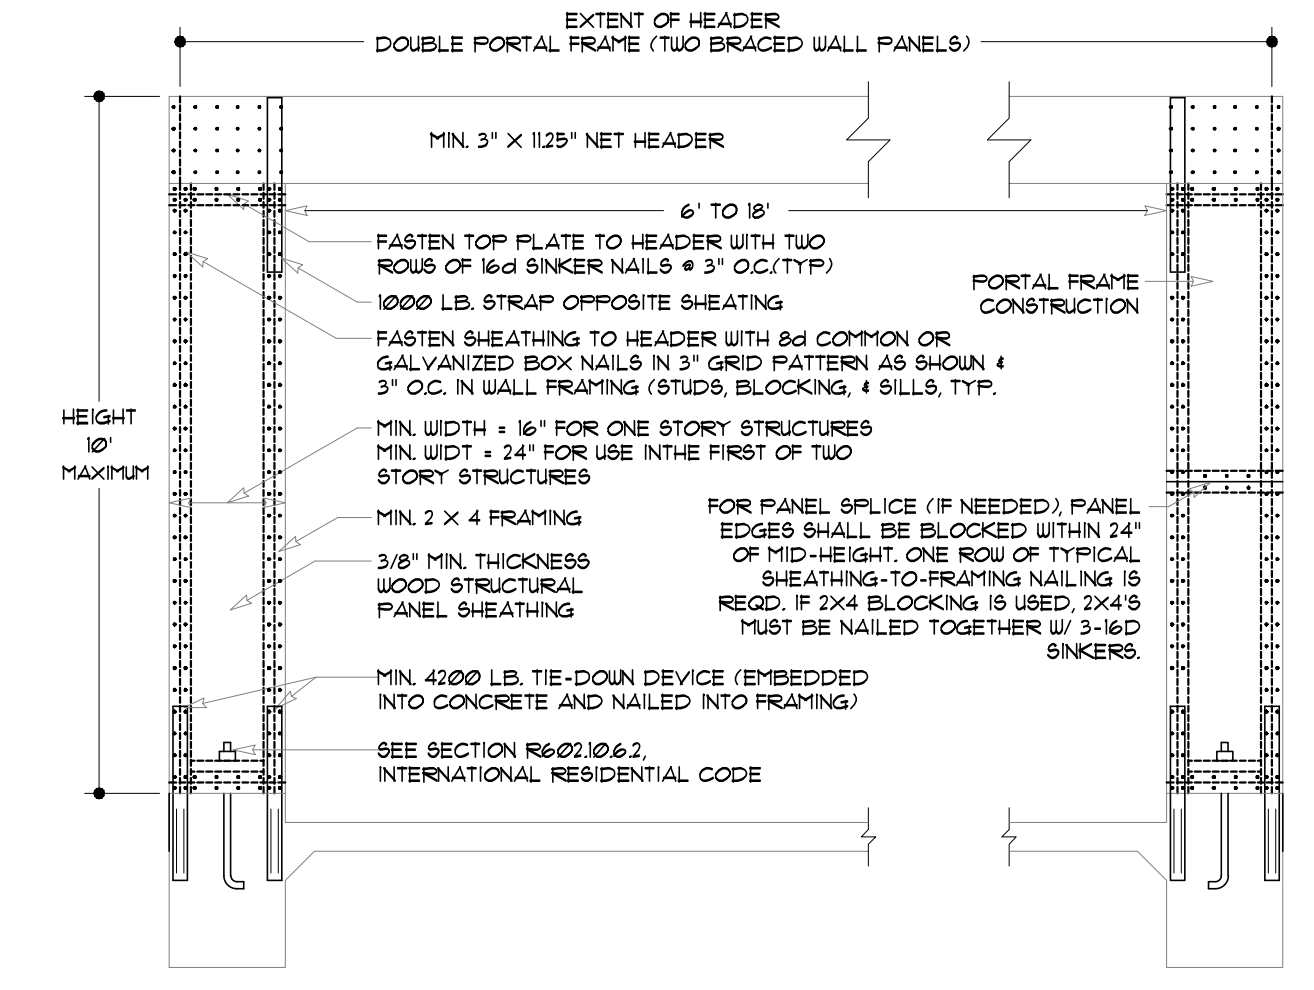 EXTENT OF HEADER
DOUBLE PORTAL FRAME (TWO BRACED WALL PANELS)
MIN. 3" X 11.25" NET HEADER
6' TO 18'
FASTEN TOP PLATE TO HEADER WITH TWO
ROWS OF 16d SINKER NAILS @ 3" O.C.(TYP)
1000 LB. STRAP OPPOSITE SHEATING
PORTAL FRAME
CONSTRUCTION
FASTEN SHEATHING TO HEADER WITH 8d COMMON OR
GALVANIZED BOX NAILS IN 3" GRID PATTERN AS SHOWN &
3" O.C. IN WALL FRAMING (STUDS, BLOCKING, & SILLS, TYP.
HEIGHT
10'
MAXIMUM
MIN. WIDTH = 16" FOR ONE STORY STRUCTURES
MIN. WIDT = 24" FOR USE INTHE FIRST OF TWO
STORY STRUCTURES
MIN. 2 X 4 FRAMING
3/8" MIN. THICKNESS
WOOD STRUCTURAL
PANEL SHEATHING
FOR PANEL SPLICE (IF NEEDED), PANEL
EDGES SHALL BE BLOCKED WITHIN 24"
OF MID-HEIGHT. ONE ROW OF TYPICAL
SHEATHING-TO-FRAMING NAILING IS
REQD. IF 2X4 BLOCKING IS USED, 2X4'S
MUST BE NAILED TOGETHER W/ 3-16D
SINKERS.
MIN. 4200 LB. TIE-DOWN DEVICE (EMBEDDED
INTO CONCRETE AND NAILED INTO FRAMING)
SEE SECTION R602.10.6.2,
INTERNATIONAL RESIDENTIAL CODE